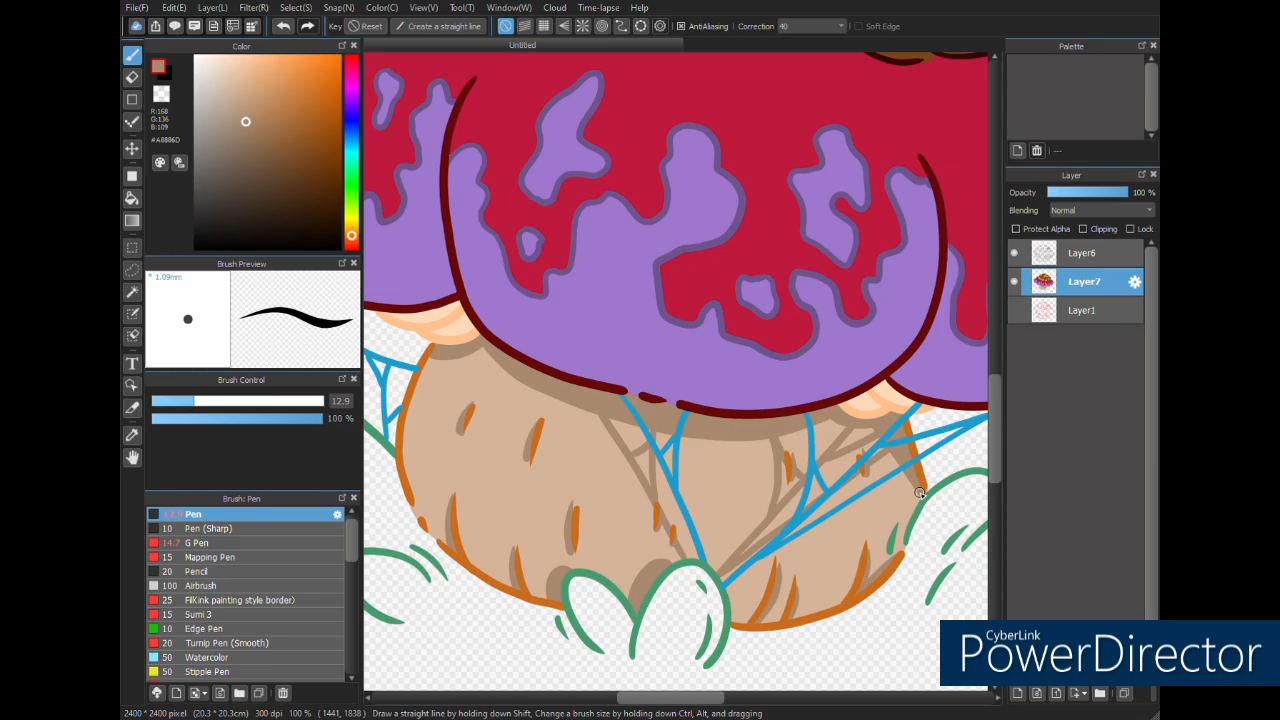 File(F) Edit(E) View(V) Layer(L) Filter(R) Select(S) Snap(N) Color(C) View(V) Tool(T) Window(W) Cloud Time-lapse Help
Key Reset Create a straight line AntiAliasing Correction 40 Soft Edge
Color
Untitled
Palette
R:168
G:136
B:109
#A8886D
---
Layer
Opacity 100 %
Blending Normal
Protect Alpha Clipping Lock
Layer6
Layer7
Layer1
Brush Preview
* 1.09mm
Brush Control
12.9
100 %
Brush: Pen
12.9 Pen
10 Pen (Sharp)
14.7 G Pen
15 Mapping Pen
20 Pencil
100 Airbrush
25 FilKink painting style border)
15 Sumi 3
10 Edge Pen
20 Turnip Pen (Smooth)
50 Watercolor
50 Stipple Pen
CyberLink
PowerDirector
2400 * 2400 pixel (20.3 * 20.3cm) 300 dpi 100 % ( 1441, 1838 ) Draw a straight line by holding down Shift, Change a brush size by holding down Ctrl, Alt, and dragging